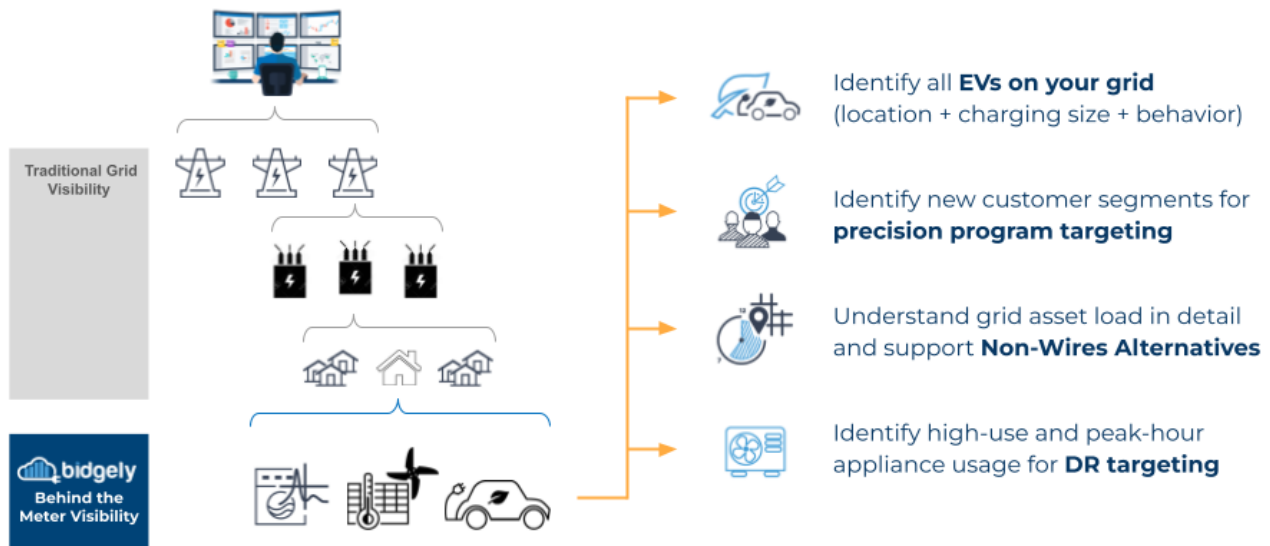 Traditional Grid
Visibility
bidgely
Behind the
Meter Visibility
Identify all EVs on your grid
(location + charging size + behavior)
Identify new customer segments for
precision program targeting
Understand grid asset load in detail
and support Non-Wires Alternatives
Identify high-use and peak-hour
appliance usage for DR targeting